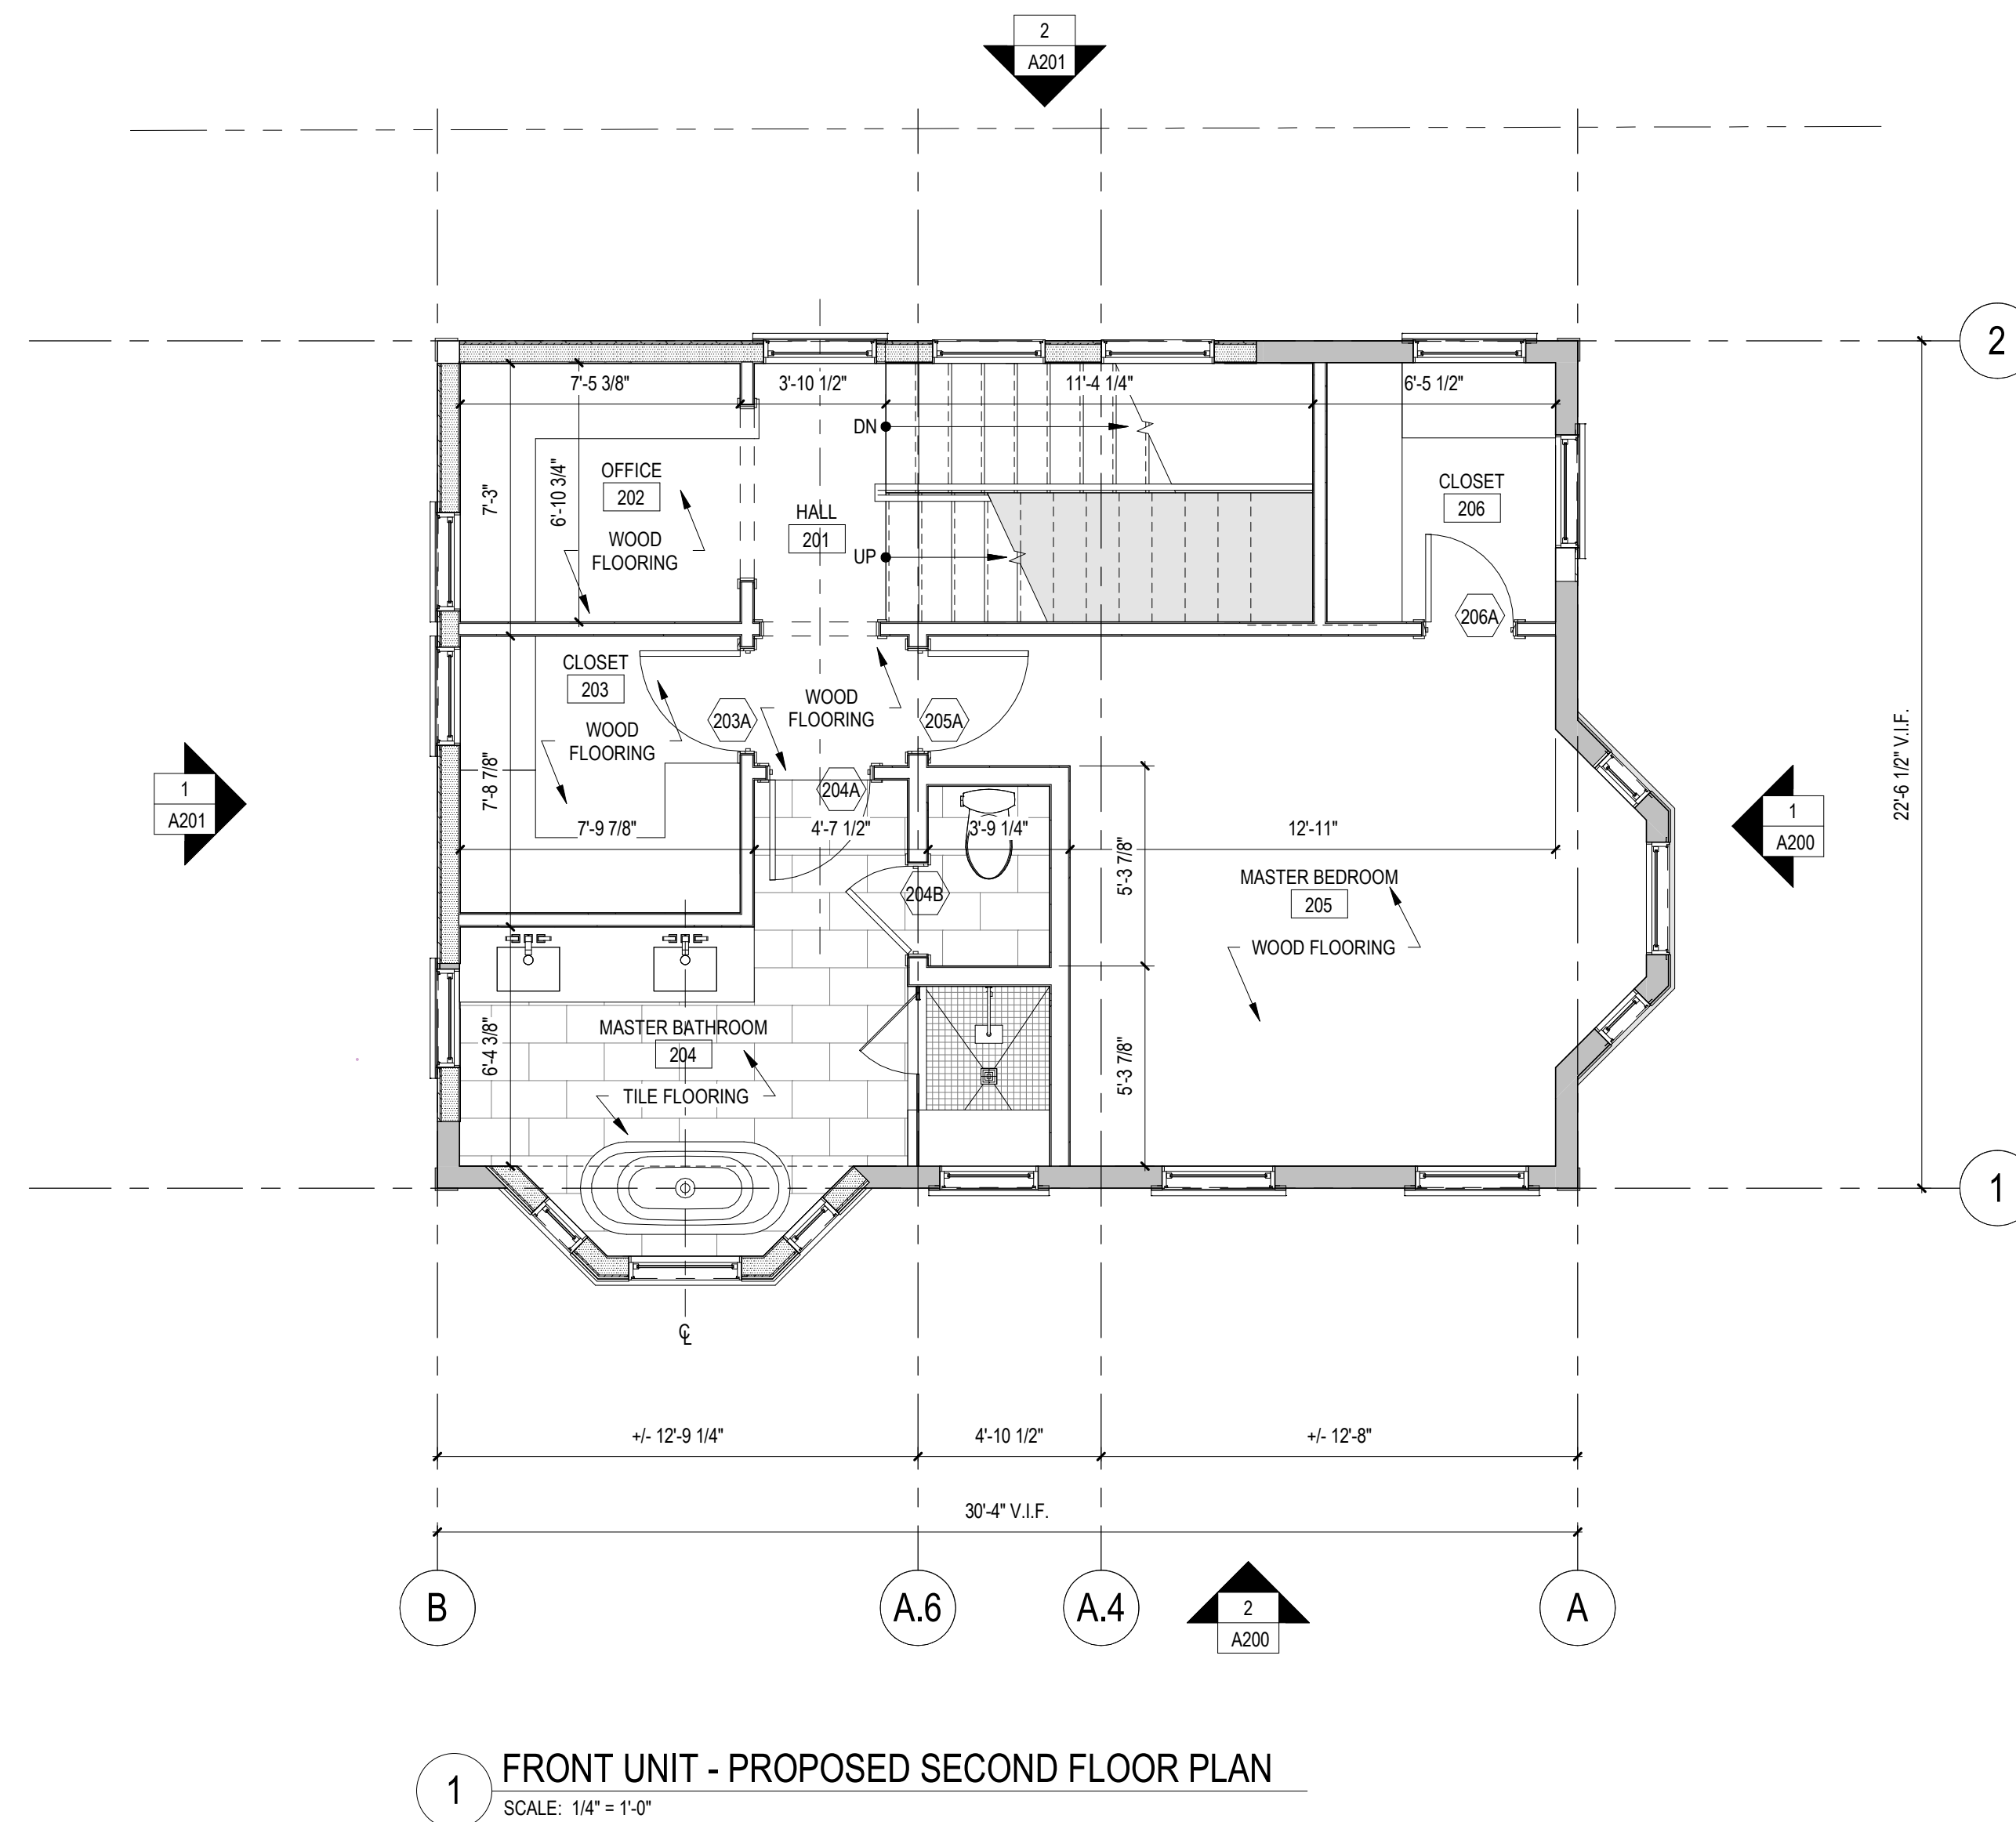 2
A201
2
7'-5 3/8"
3'-10 1/2"
11'-4 1/4"
6'-5 1/2"
DN
7'-3"
6'-10 3/4"
OFFICE
202
WOOD
FLOORING
HALL
201
UP
CLOSET
206
206A
CLOSET
203
WOOD
FLOORING
203A
WOOD
FLOORING
205A
204A
22'-6 1/2" V.I.F.
1
A201
1
A200
7'-8 7/8"
7'-9 7/8"
4'-7 1/2"
3'-9 1/4"
12'-11"
5'-3 7/8"
204B
MASTER BEDROOM
205
WOOD FLOORING
MASTER BATHROOM
204
TILE FLOORING
6'-4 3/8"
5'-3 7/8"
1
CL
+/- 12'-9 1/4"
4'-10 1/2"
+/- 12'-8"
30'-4" V.I.F.
B
A.6
A.4
A
2
A200
1
FRONT UNIT - PROPOSED SECOND FLOOR PLAN
SCALE: 1/4" = 1'-0"